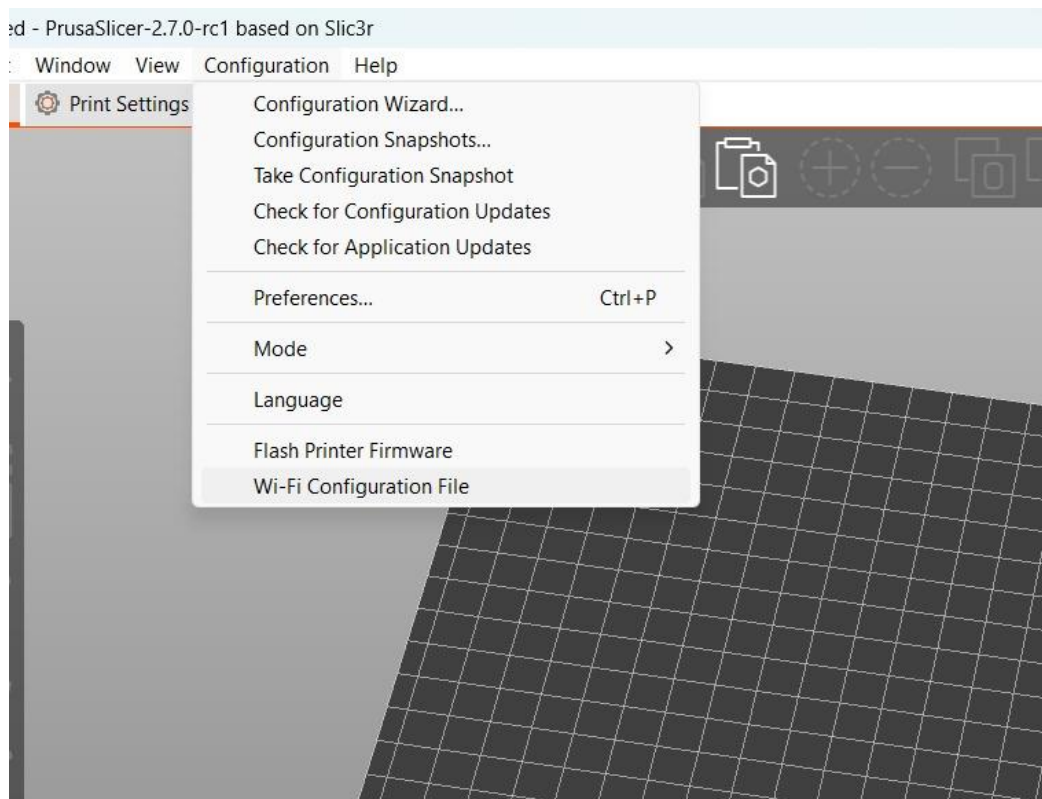 ed - PrusaSlicer-2.7.0-rc1 based on Slic3r
Window View Configuration Help
Print Settings
Configuration Wizard...
Configuration Snapshots...
Take Configuration Snapshot
Check for Configuration Updates
Check for Application Updates
Preferences... Ctrl+P
Mode
Language
Flash Printer Firmware
Wi-Fi Configuration File